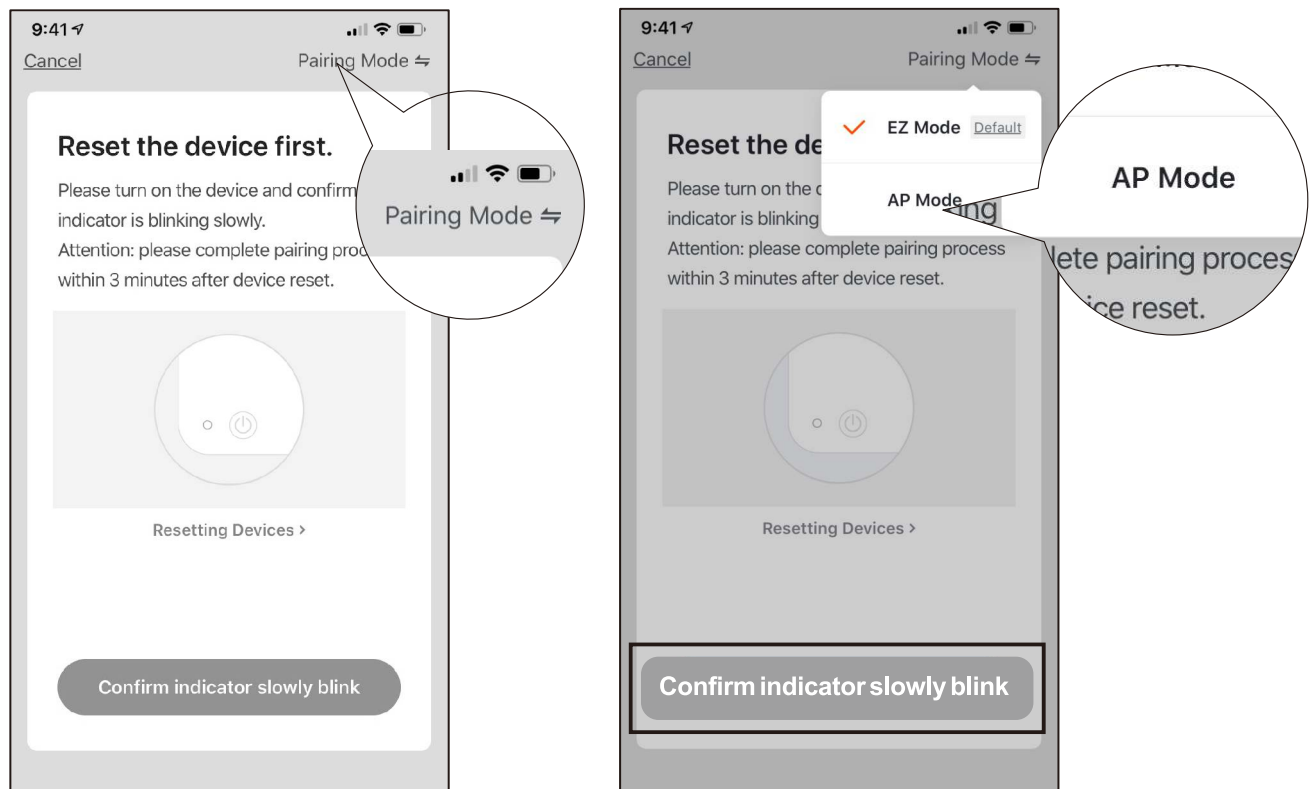 9:41
Cancel
Pairing Mode
Reset the device first.
Please turn on the device and confirm
indicator is blinking slowly.
Attention: please complete pairing proc
within 3 minutes after device reset.
Pairing Mode
Resetting Devices >
Confirm indicator slowly blink
9:41
Cancel
Pairing Mode
EZ Mode Default
AP Mode
Reset the de
Please turn on the
indicator is blinking
Attention: please complete pairing process
within 3 minutes after device reset.
AP Mode
ing
lete pairing proces
ice reset.
Resetting Devices >
Confirm indicator slowly blink